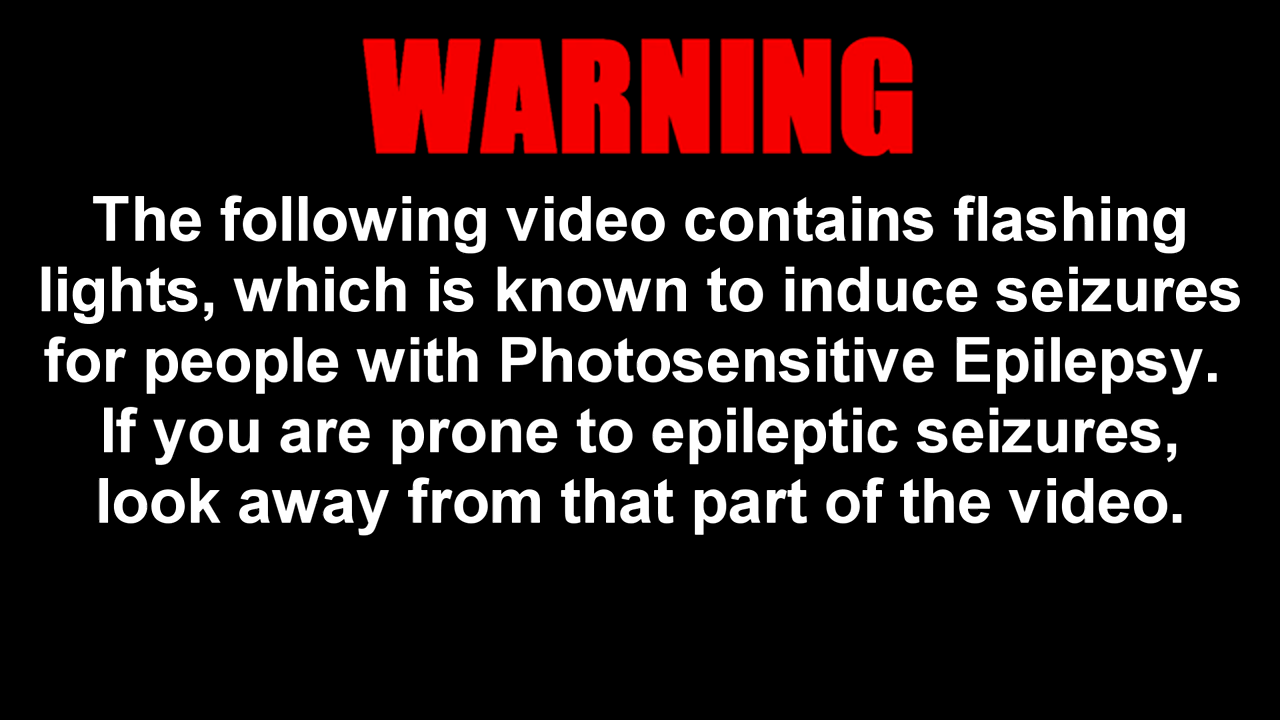 WARNING
The following video contains flashing
lights, which is known to induce seizures
for people with Photosensitive Epilepsy.
If you are prone to epileptic seizures,
look away from that part of the video.